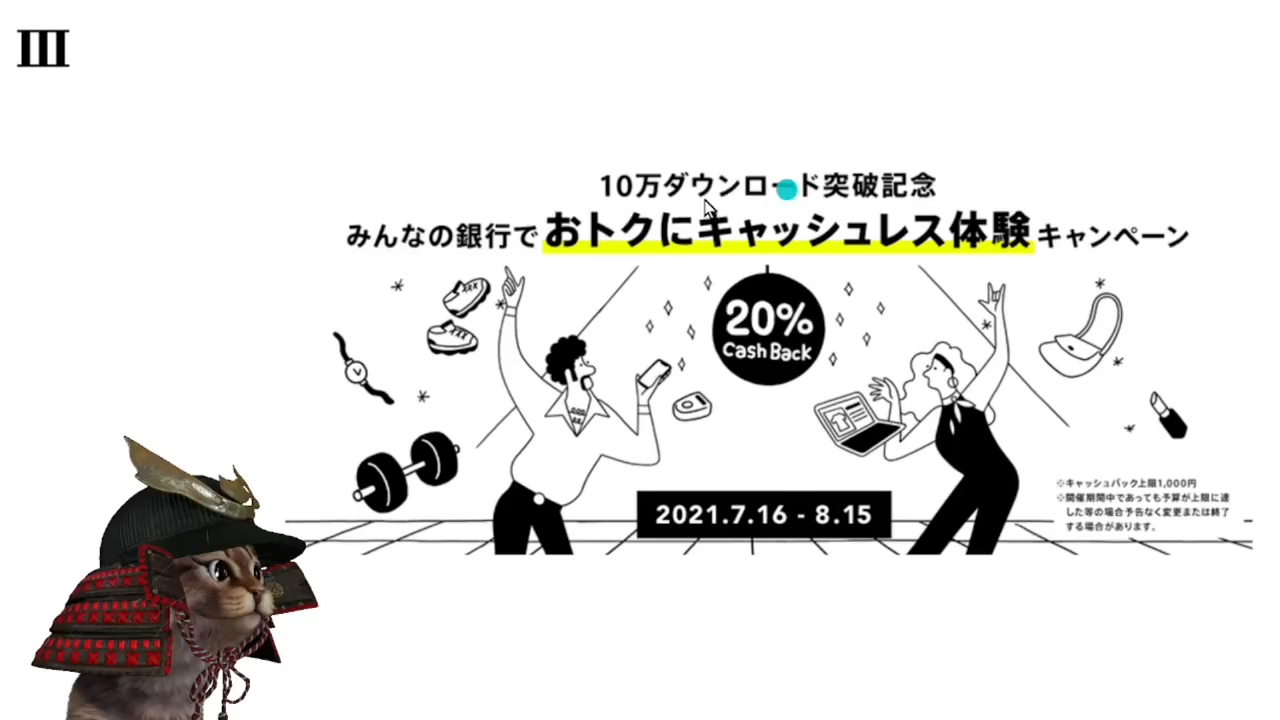 III
10万ダウンロード突破記念
みんなの銀行でおトクにキャッシュレス体験キャンペーン
20%
Cash Back
2021.7.16 - 8.15
※キャッシュバック上限1,000円
※開催期間中であっても予算が上限に達
した等の場合予告なく変更または終了
する場合があります。